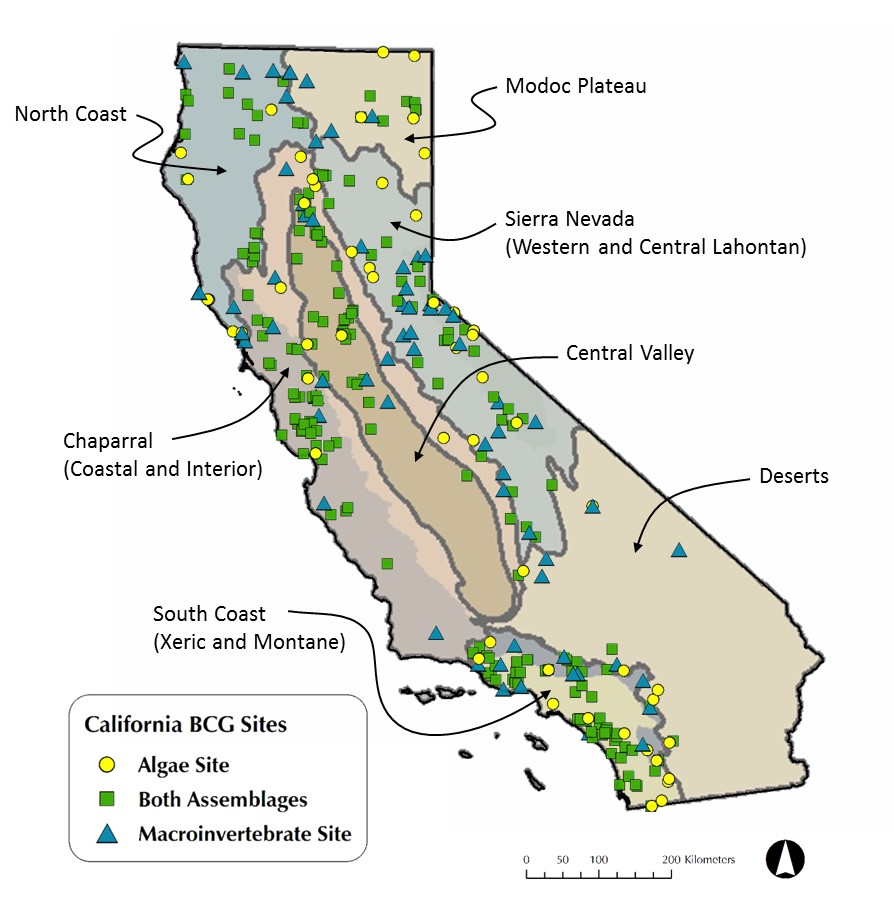 North Coast
Modoc Plateau
Sierra Nevada
(Western and Central Lahontan)
Central Valley
Chaparral
(Coastal and Interior)
Deserts
South Coast
(Xeric and Montane)
California BCG Sites
Algae Site
Both Assemblages
Macroinvertebrate Site
0 50 100 200 Kilometers